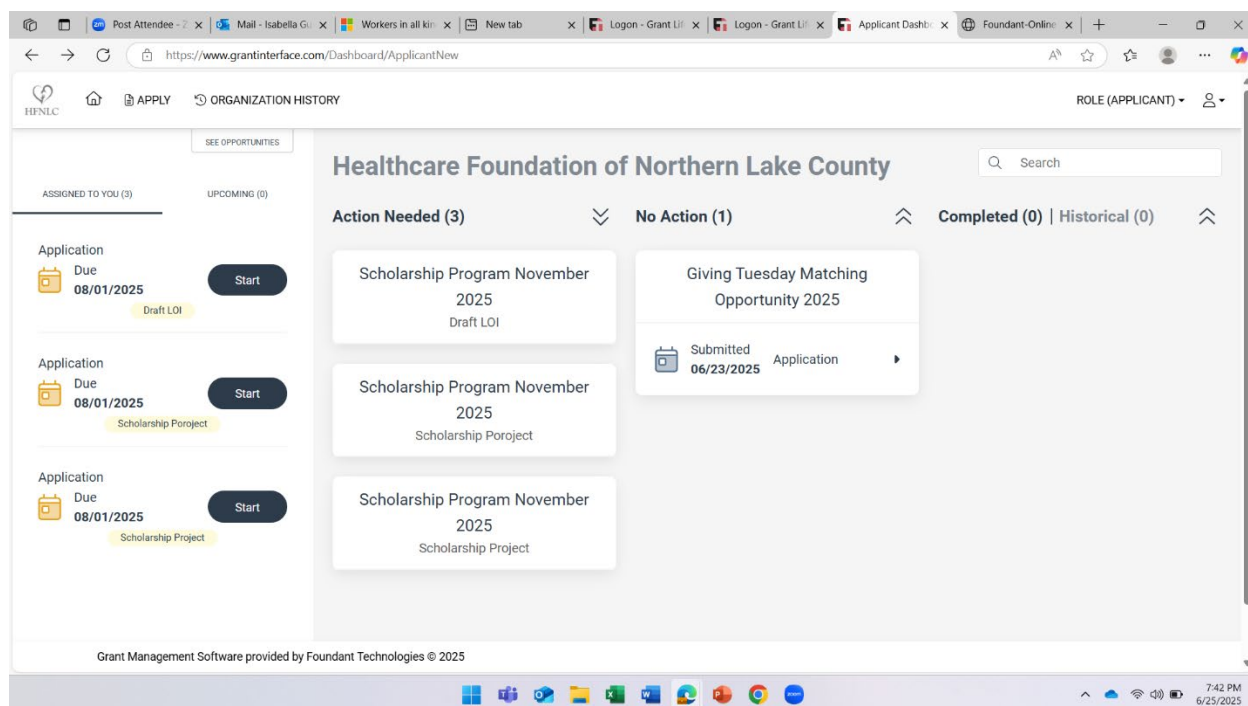 Post Attendee - Z
Mail - Isabella Gu
Workers in all kin
New tab
Logon - Grant Lif
Logon - Grant Lif
Applicant Dashbo
Foundant-Online
https://www.grantinterface.com/Dashboard/ApplicantNew
HFNLC
APPLY
ORGANIZATION HISTORY
ROLE (APPLICANT)
SEE OPPORTUNITIES
ASSIGNED TO YOU (3)
UPCOMING (0)
Application
Due
08/01/2025
Start
Draft LOI
Application
Due
08/01/2025
Start
Scholarship Poroject
Application
Due
08/01/2025
Start
Scholarship Project
Healthcare Foundation of Northern Lake County
Search
Action Needed (3)
Scholarship Program November
2025
Draft LOI
Scholarship Program November
2025
Scholarship Poroject
Scholarship Program November
2025
Scholarship Project
No Action (1)
Giving Tuesday Matching
Opportunity 2025
Submitted
06/23/2025
Application
Completed (0) | Historical (0)
Grant Management Software provided by Foundant Technologies © 2025
7:42 PM
6/25/2025